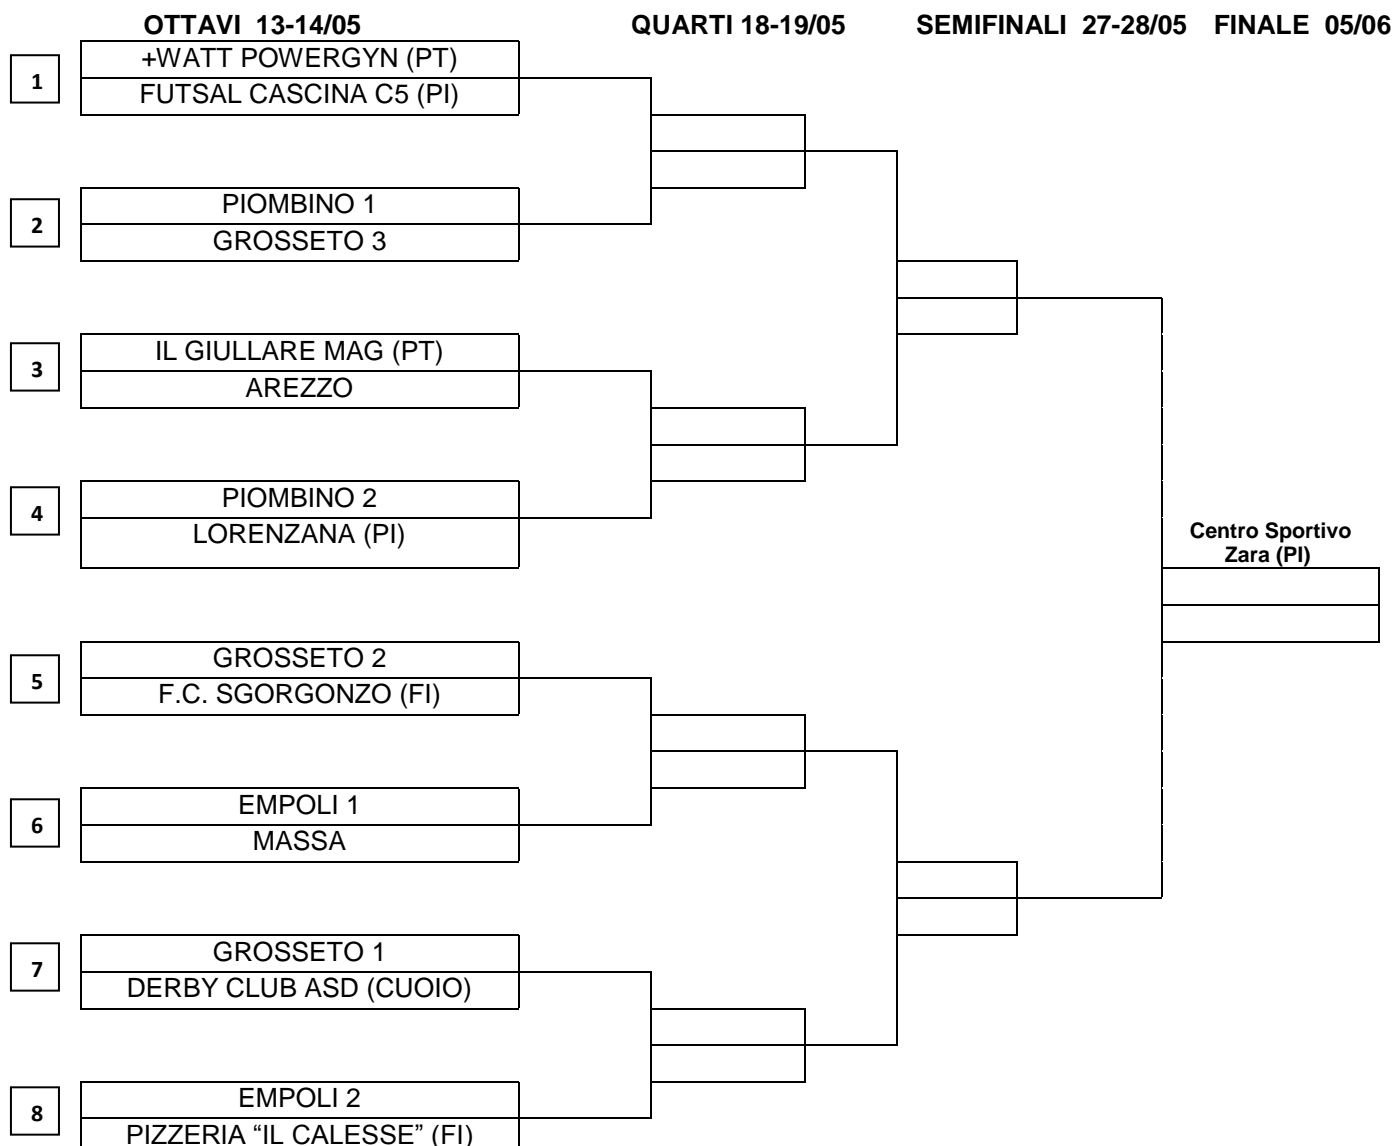 OTTAVI 13-14/05 QUARTI 18-19/05 SEMIFINALI 27-28/05 FINALE 05/06
1
+WATT POWERGYN (PT)
FUTSAL CASCINA C5 (PI)
2
PIOMBINO 1
GROSSETO 3
3
IL GIULLARE MAG (PT)
AREZZO
4
PIOMBINO 2
LORENZANA (PI)
Centro Sportivo
Zara (PI)
5
GROSSETO 2
F.C. SGORGONZO (FI)
6
EMPOLI 1
MASSA
7
GROSSETO 1
DERBY CLUB ASD (CUOIO)
8
EMPOLI 2
PIZZERIA “IL CALESSE” (FI)